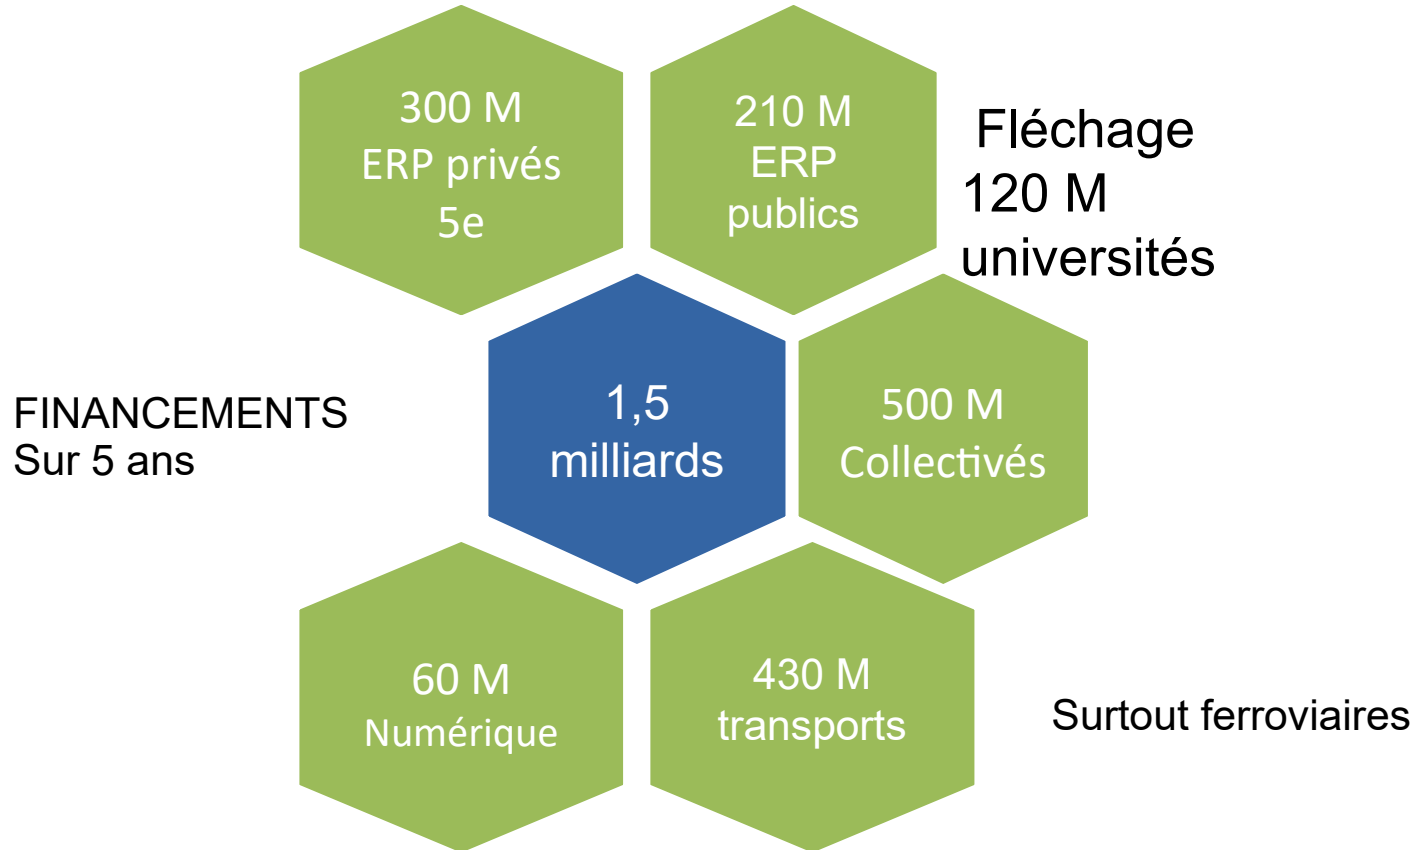 300 M
ERP privés
5e
210 M
ERP
publics
Fléchage
120 M
universités
FINANCEMENTS
Sur 5 ans
1,5
milliards
500 M
Collectivés
60 M
Numérique
430 M
transports
Surtout ferroviaires